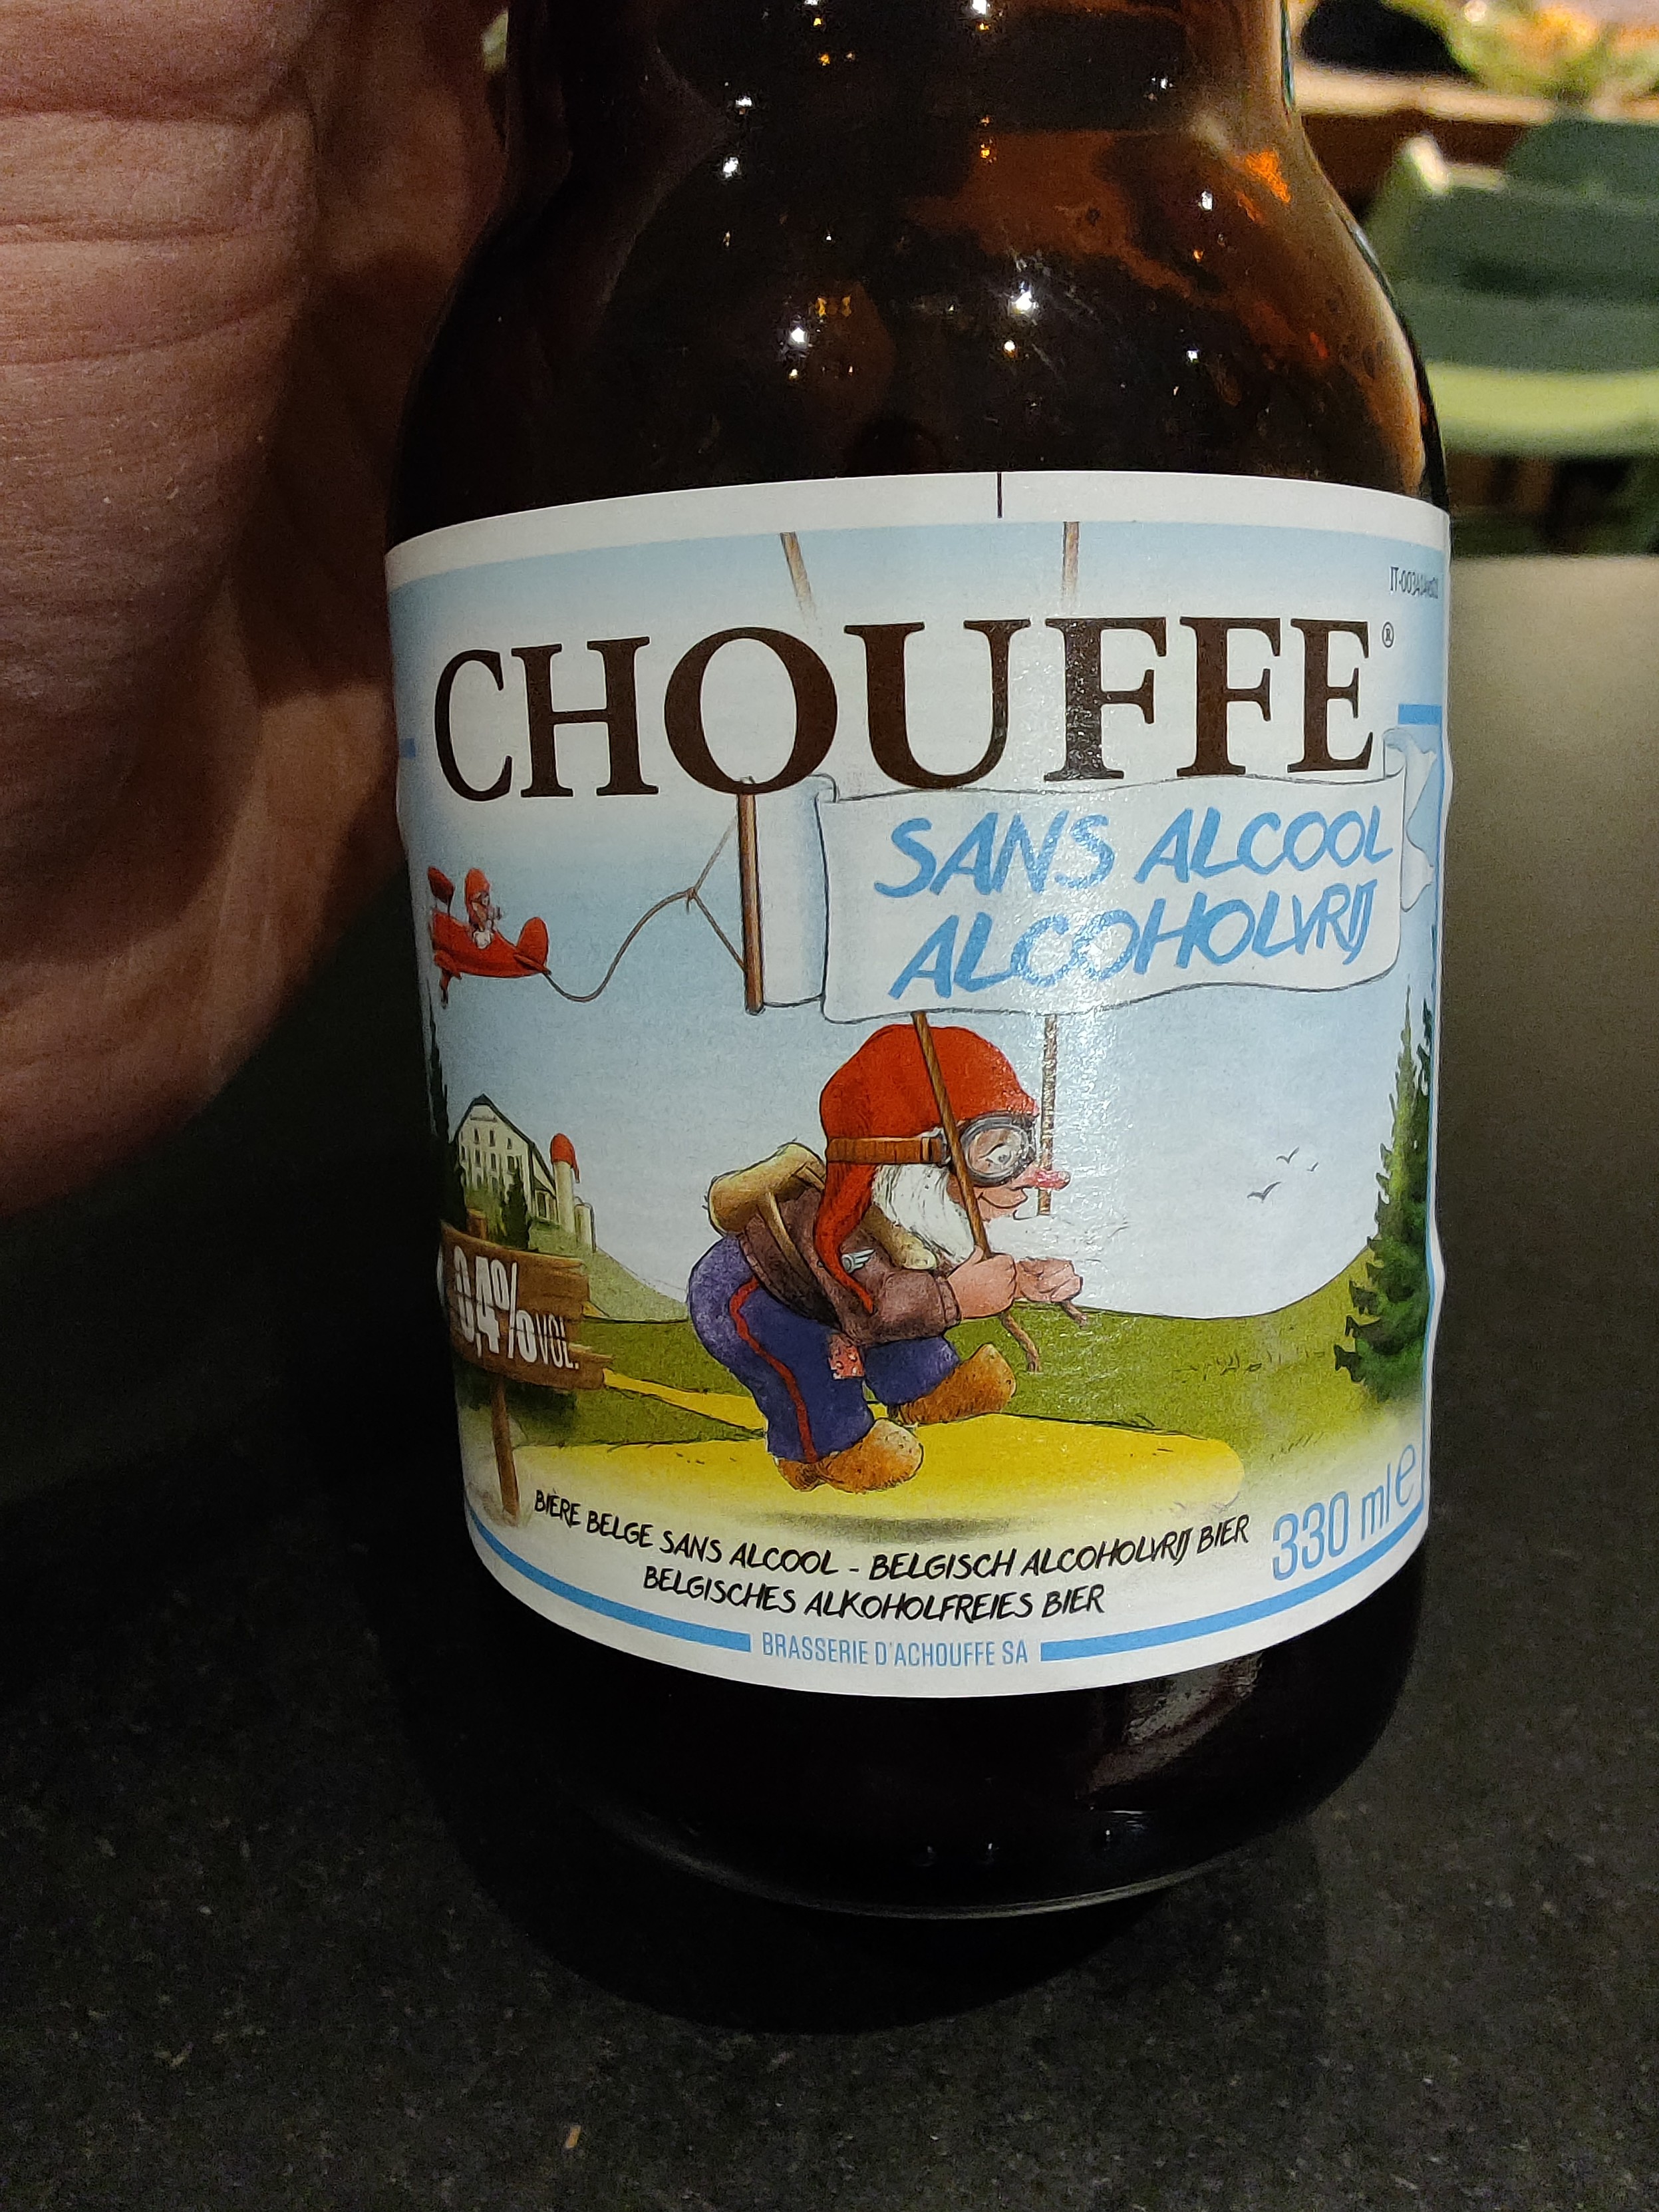 CHOUFFE®
SANS ALCOOL
ALCOHOLVRIJ
0,4% VOL.
BIÈRE BELGE SANS ALCOOL - BELGISCH ALCOHOLVRIJ BIER
BELGISCHES ALKOHOLFREIES BIER
330 ml e
BRASSERIE D'ACHOUFFE SA